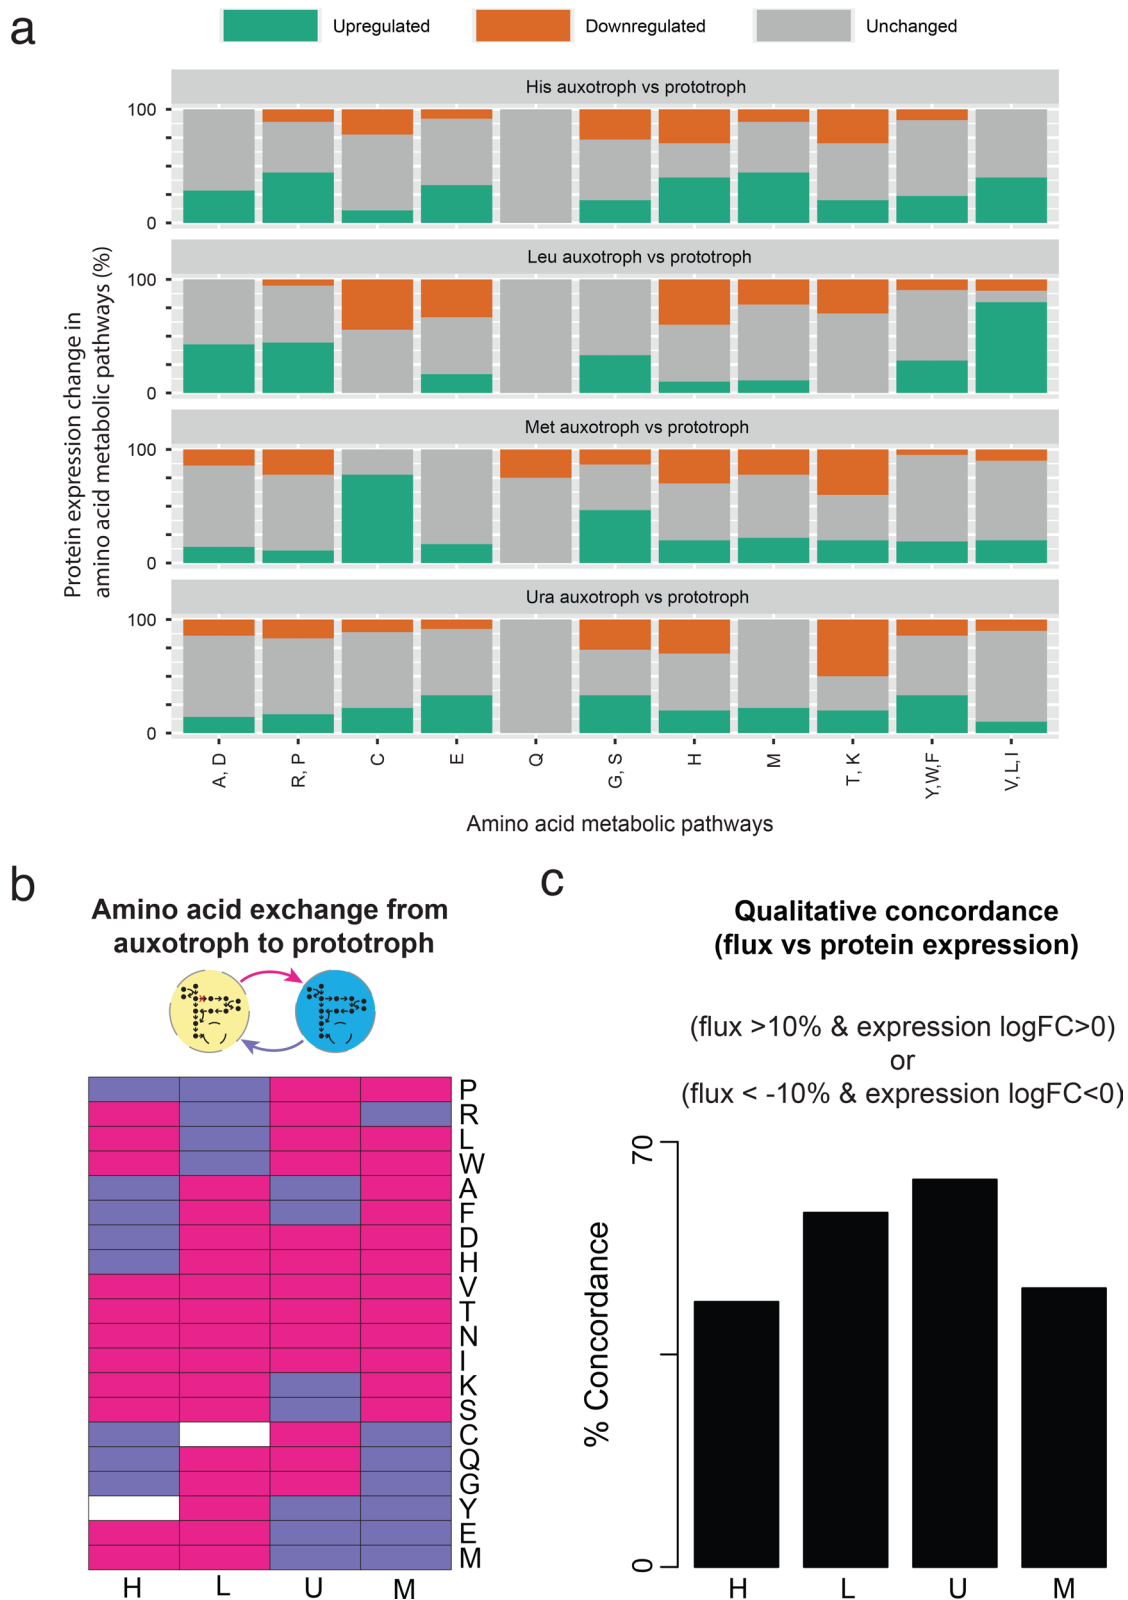 a
Upregulated
Downregulated
Unchanged
His auxotroph vs prototroph
100
0
Leu auxotroph vs prototroph
100
0
Met auxotroph vs prototroph
100
0
Ura auxotroph vs prototroph
100
0
Protein expression change in
amino acid metabolic pathways (%)
A, D
R, P
C
E
Q
G, S
H
M
T, K
Y,W,F
V, L, I
Amino acid metabolic pathways
b
Amino acid exchange from
auxotroph to prototroph
P
R
L
W
A
F
D
H
V
T
N
I
K
S
C
Q
G
Y
E
M
H L U M
c
Qualitative concordance
(flux vs protein expression)
(flux >10% & expression logFC>0)
or
(flux < -10% & expression logFC<0)
70
0
% Concordance
H L U M